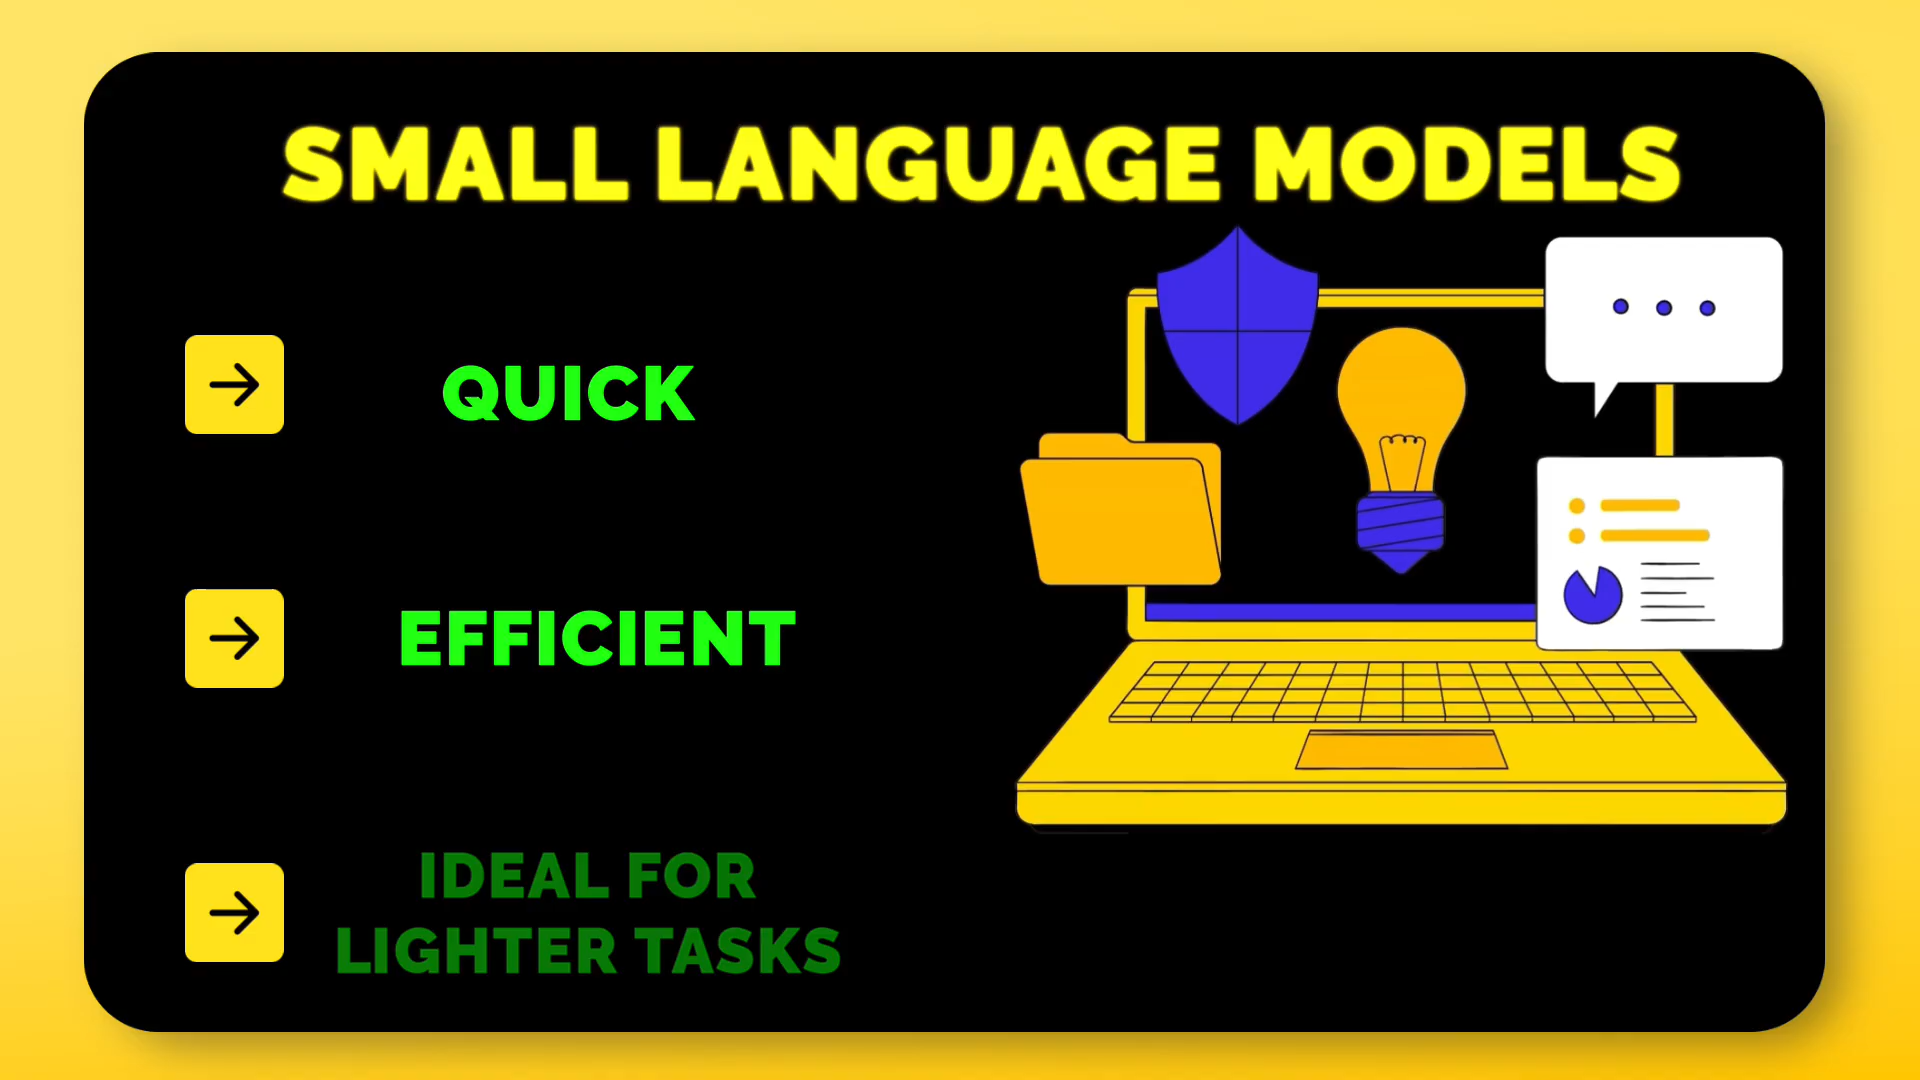 SMALL LANGUAGE MODELS
QUICK
EFFICIENT
IDEAL FOR
LIGHTER TASKS